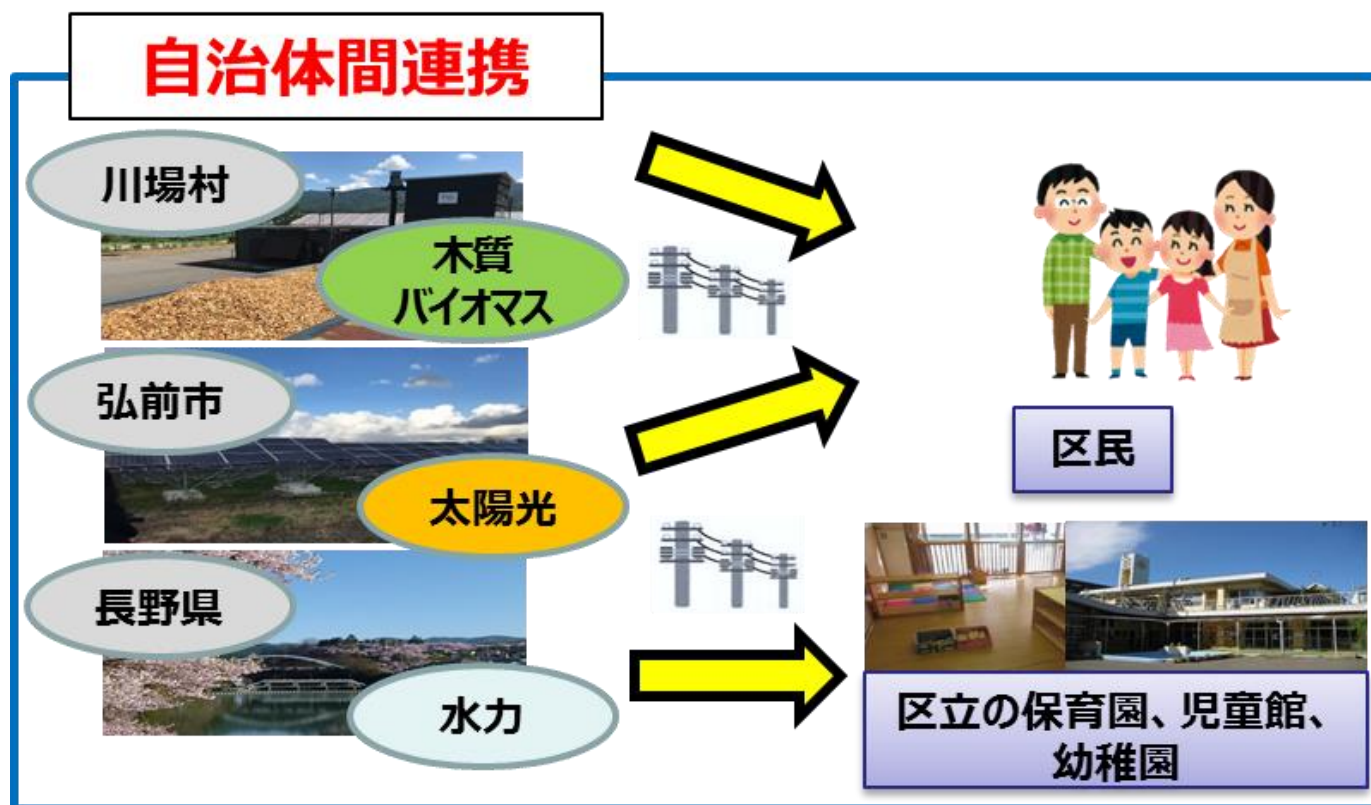 自治体間連携
川場村
木質
バイオマス
弘前市
太陽光
長野県
水力
区民
区立の保育園、児童館、
幼稚園